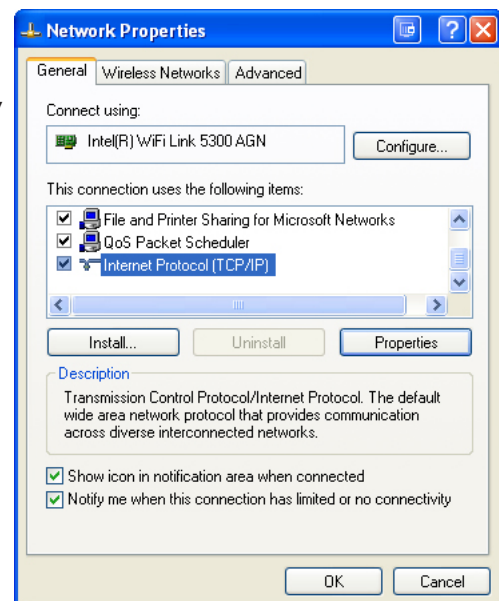 Network Properties
General Wireless Networks Advanced
Connect using:
Intel(R) WiFi Link 5300 AGN
Configure...
This connection uses the following items:
File and Printer Sharing for Microsoft Networks
QoS Packet Scheduler
Internet Protocol (TCP/IP)
Install... Uninstall Properties
Description
Transmission Control Protocol/Internet Protocol. The default
wide area network protocol that provides communication
across diverse interconnected networks.
Show icon in notification area when connected
Notify me when this connection has limited or no connectivity
OK Cancel